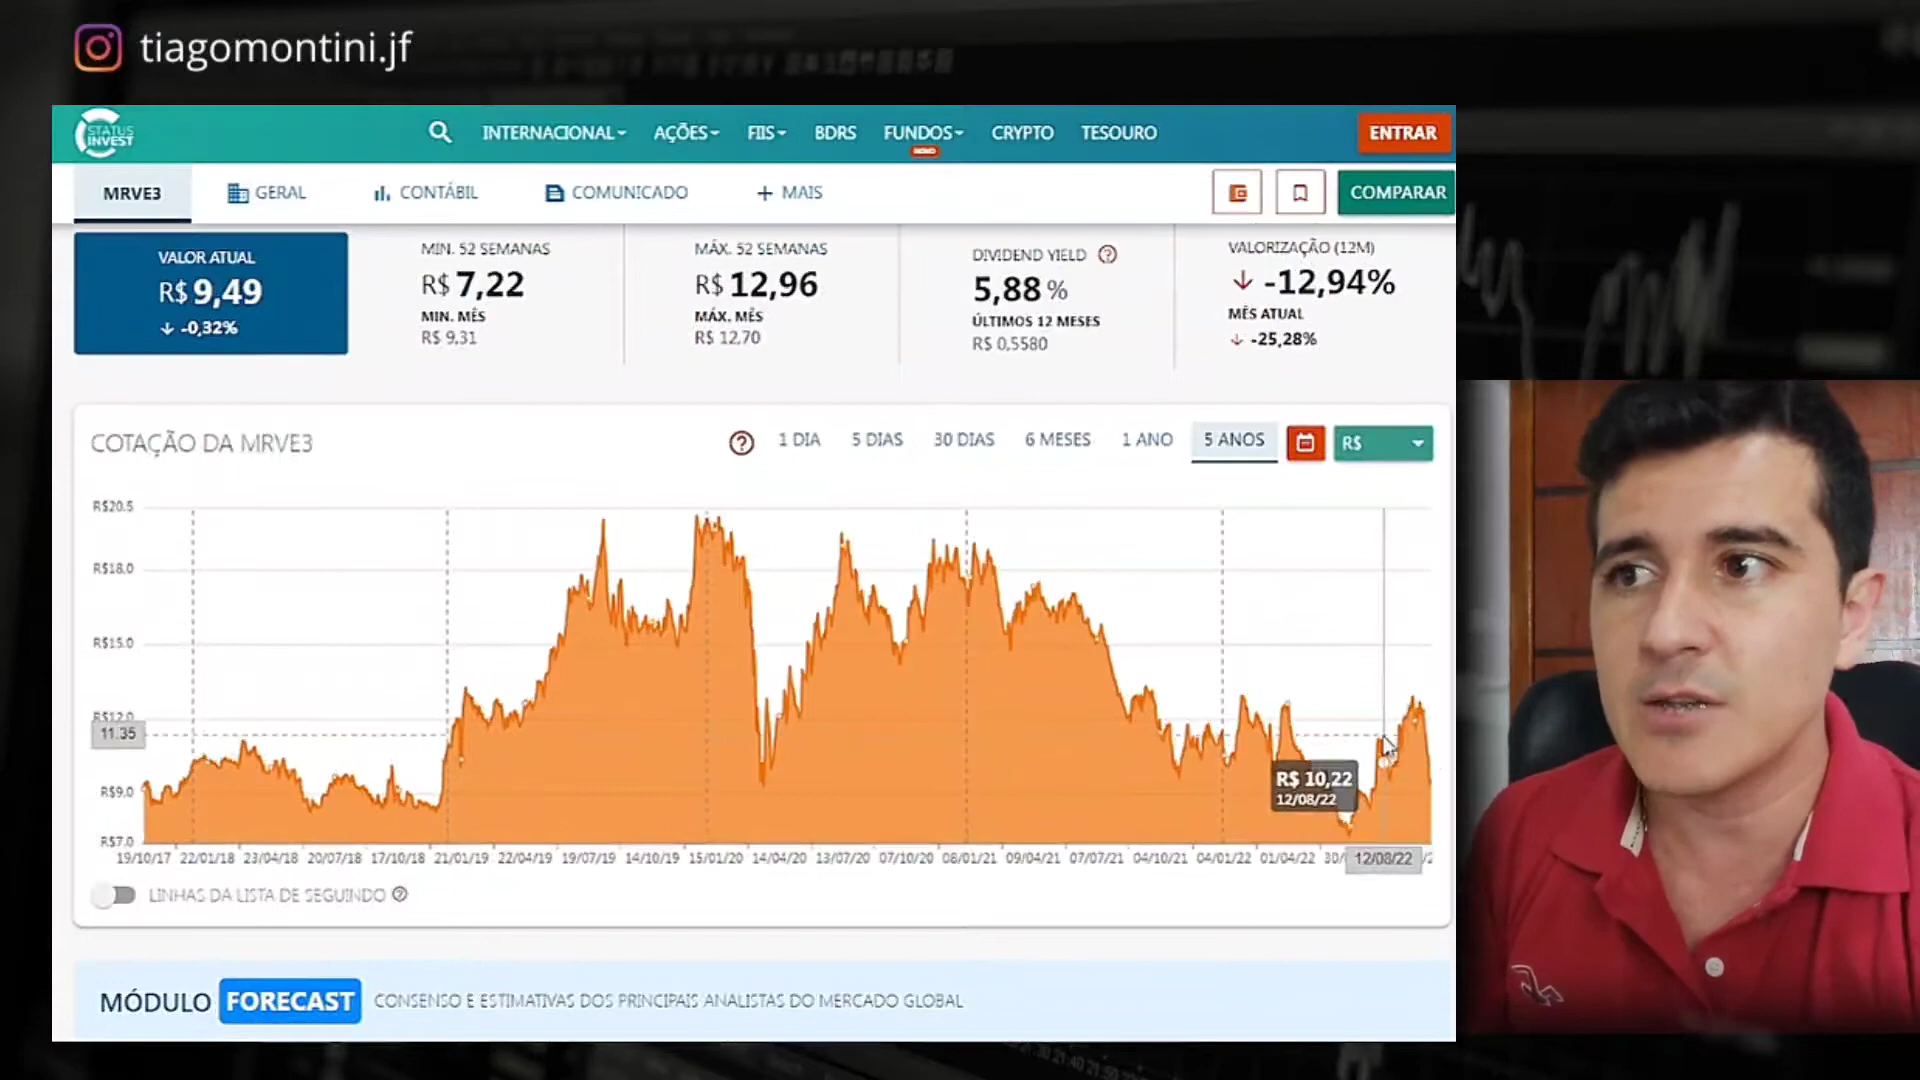 tiagomontini.jf
STATUS INVEST
INTERNACIONAL
AÇÕES
FIIS
BDRS
FUNDOS
NOVO
CRYPTO
TESOURO
ENTRAR
MRVE3
GERAL
CONTÁBIL
COMUNICADO
+ MAIS
COMPARAR
VALOR ATUAL
R$ 9,49
-0,32%
MIN. 52 SEMANAS
R$ 7,22
MIN. MÊS
R$ 9,31
MÁX. 52 SEMANAS
R$ 12,96
MÁX. MÊS
R$ 12,70
DIVIDEND YIELD ?
5,88 %
ÚLTIMOS 12 MESES
R$ 0,5580
VALORIZAÇÃO (12M)
-12,94%
MÊS ATUAL
-25,28%
COTAÇÃO DA MRVE3
? 1 DIA 5 DIAS 30 DIAS 6 MESES 1 ANO 5 ANOS R$
R$20.5
R$18.0
R$15.0
R$12.0
11.35
R$9.0
R$7.0
R$ 10,22
12/08/22
19/10/17 22/01/18 23/04/18 20/07/18 17/10/18 21/01/19 22/04/19 19/07/19 14/10/19 15/01/20 14/04/20 13/07/20 07/10/20 08/01/21 09/04/21 07/07/21 04/10/21 04/01/22 01/04/22 30/ 12/08/22
LINHAS DA LISTA DE SEGUINDO ?
MÓDULO FORECAST CONSENSO E ESTIMATIVAS DOS PRINCIPAIS ANALISTAS DO MERCADO GLOBAL